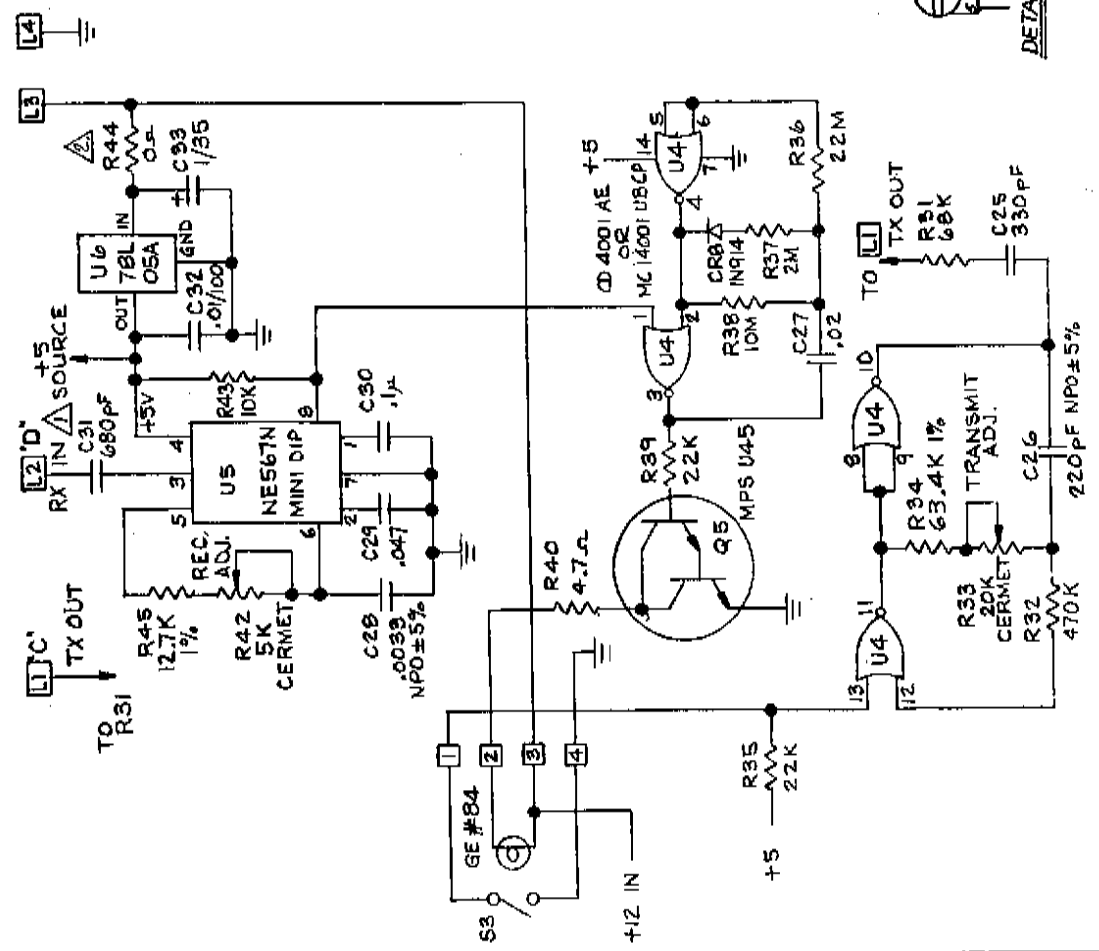 L1 "C"
TX OUT
TO
R31
L2 "D"
RX IN
1
+5
SOURCE
C31
680pF
+5V
L3
L4
2
R44
0Ω
C33
1/35
U6
78L
05A
IN
OUT
GND
C32
.01/100
R43
10K
R45
12.7K
1%
REC.
ADJ.
R42
5K
CERMET
5
3
4
U5
NE567N
MINI DIP
6
2
7
1
8
C28
.0039
NPO±5%
C29
.047
C30
.1μ
S3
GE #84
1
2
3
4
+12 IN
R40
4.7Ω
Q5
MPS U45
R39
22K
CD4001 AE
OR
MC14001 UBCP
+5
14
7
U4
1
2
3
U4
4
5
6
CR8
1N914
R37
2M
R38
10M
R36
22M
C27
.02
R35
22K
+5
U4
13
12
11
U4
8
9
10
R34
63.4K 1%
TRANSMIT
ADJ.
R33
20K
CERMET
R32
470K
C26
220pF NPO±5%
TO L1
TX OUT
R31
68K
C25
330pF
DETA